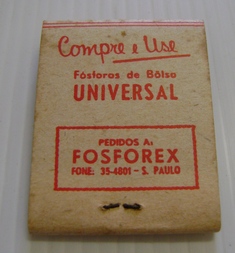 Compre e Use
Fósforos de Bôlso
UNIVERSAL
PEDIDOS A:
FOSFOREX
FONE: 35-4801 - S. PAULO